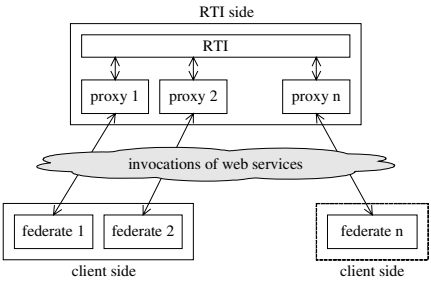 RTI side
RTI
proxy 1 proxy 2 proxy n
invocations of web services
federate 1 federate 2 federate n
client side client side